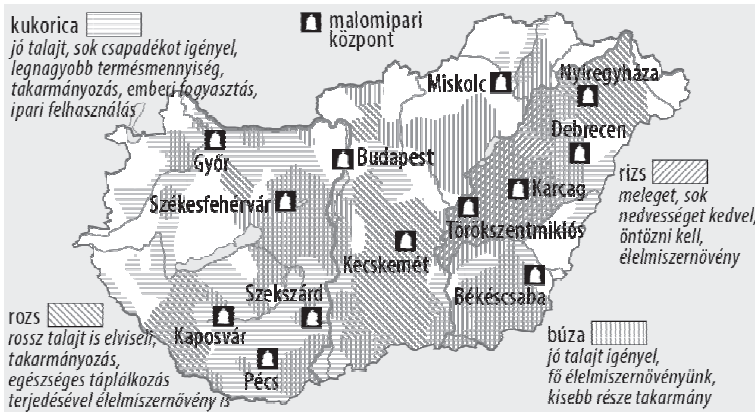 kukorica
jó talajt, sok csapadékot igényel,
legnagyobb termésmennyiség,
takarmányozás, emberi fogyasztás,
ipari felhasználás
malomipari
központ
Miskolc
Nyíregyháza
Debrecen
Győr
Budapest
Karcag
Székesfehérvár
Törökszentmiklós
Kecskemét
Békéscsaba
Szekszárd
Kaposvár
Pécs
rizs
meleget, sok
nedvességet kedvel,
öntözni kell,
élelmiszernövény
rozs
rossz talajt is elviseli,
takarmányozás,
egészséges táplálkozás
terjedésével élelmiszernövény is
búza
jó talajt igényel,
fő élelmiszernövényünk,
kisebb része takarmány